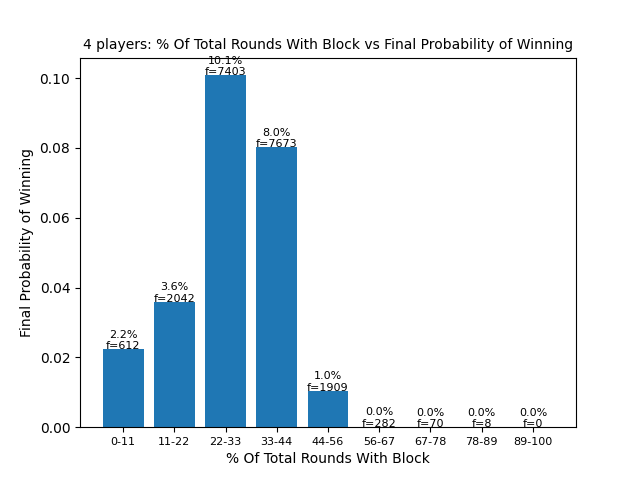 4 players: % Of Total Rounds With Block vs Final Probability of Winning
Final Probability of Winning
0.10
0.08
0.06
0.04
0.02
0.00
2.2%
f=612
3.6%
f=2042
10.1%
f=7403
8.0%
f=7673
1.0%
f=1909
0.0%
f=282
0.0%
f=70
0.0%
f=8
0.0%
f=0
0-11 11-22 22-33 33-44 44-56 56-67 67-78 78-89 89-100
% Of Total Rounds With Block